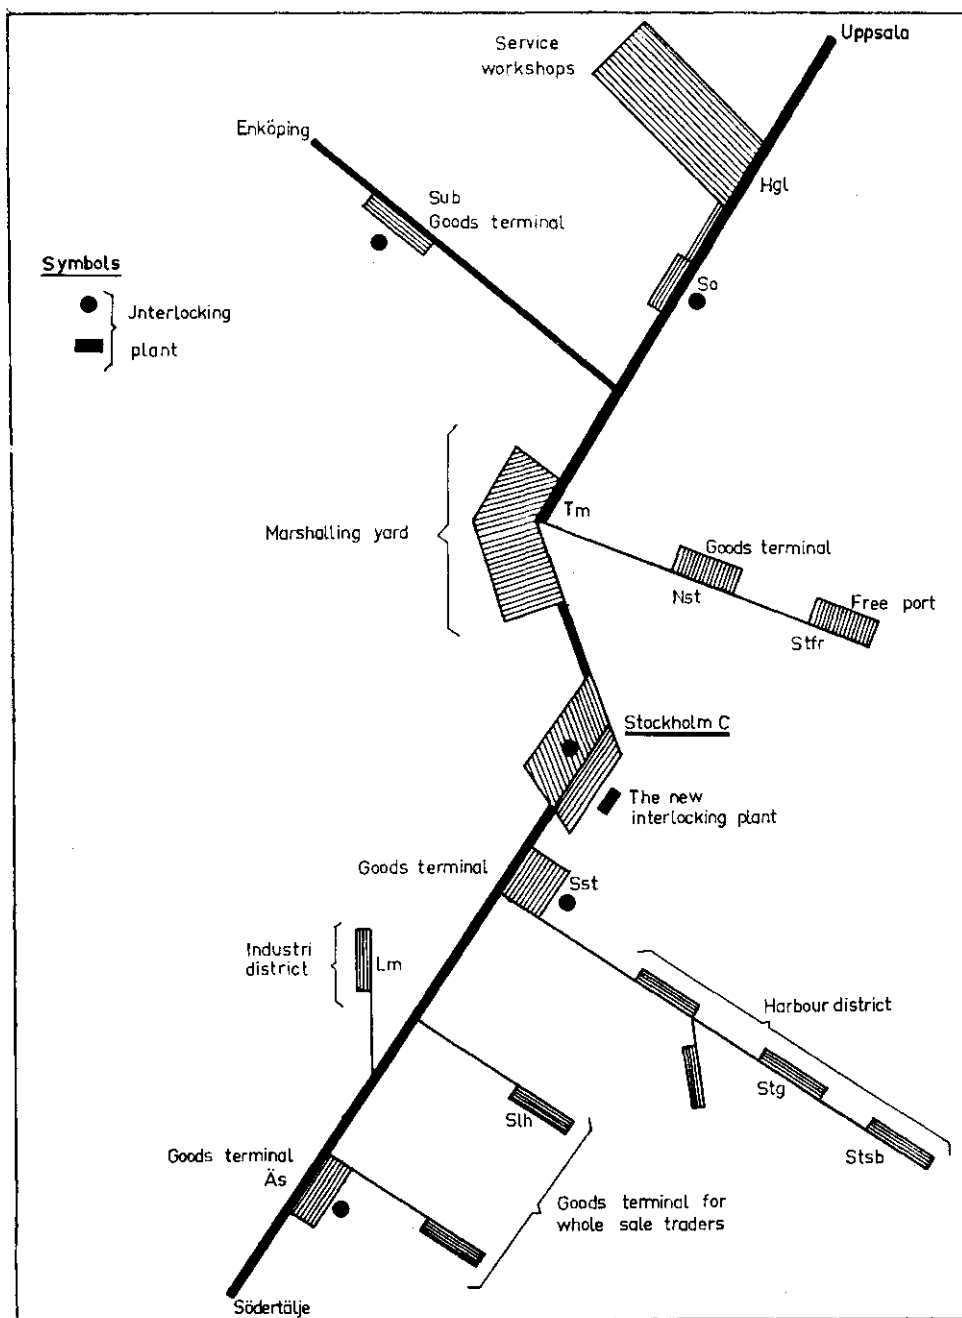 Uppsala
Service
workshops
Enköping
Hgl
Sub
Goods terminal
Symbols
So
Jnterlocking
plant
Tm
Marshalling yard
Goods terminal
Nst
Free port
Stfr
Stockholm C
The new
interlocking plant
Goods terminal
Sst
Industri
district
Lm
Harbour district
Stg
Slh
Stsb
Goods terminal
Äs
Goods terminal for
whole sale traders
Södertälje